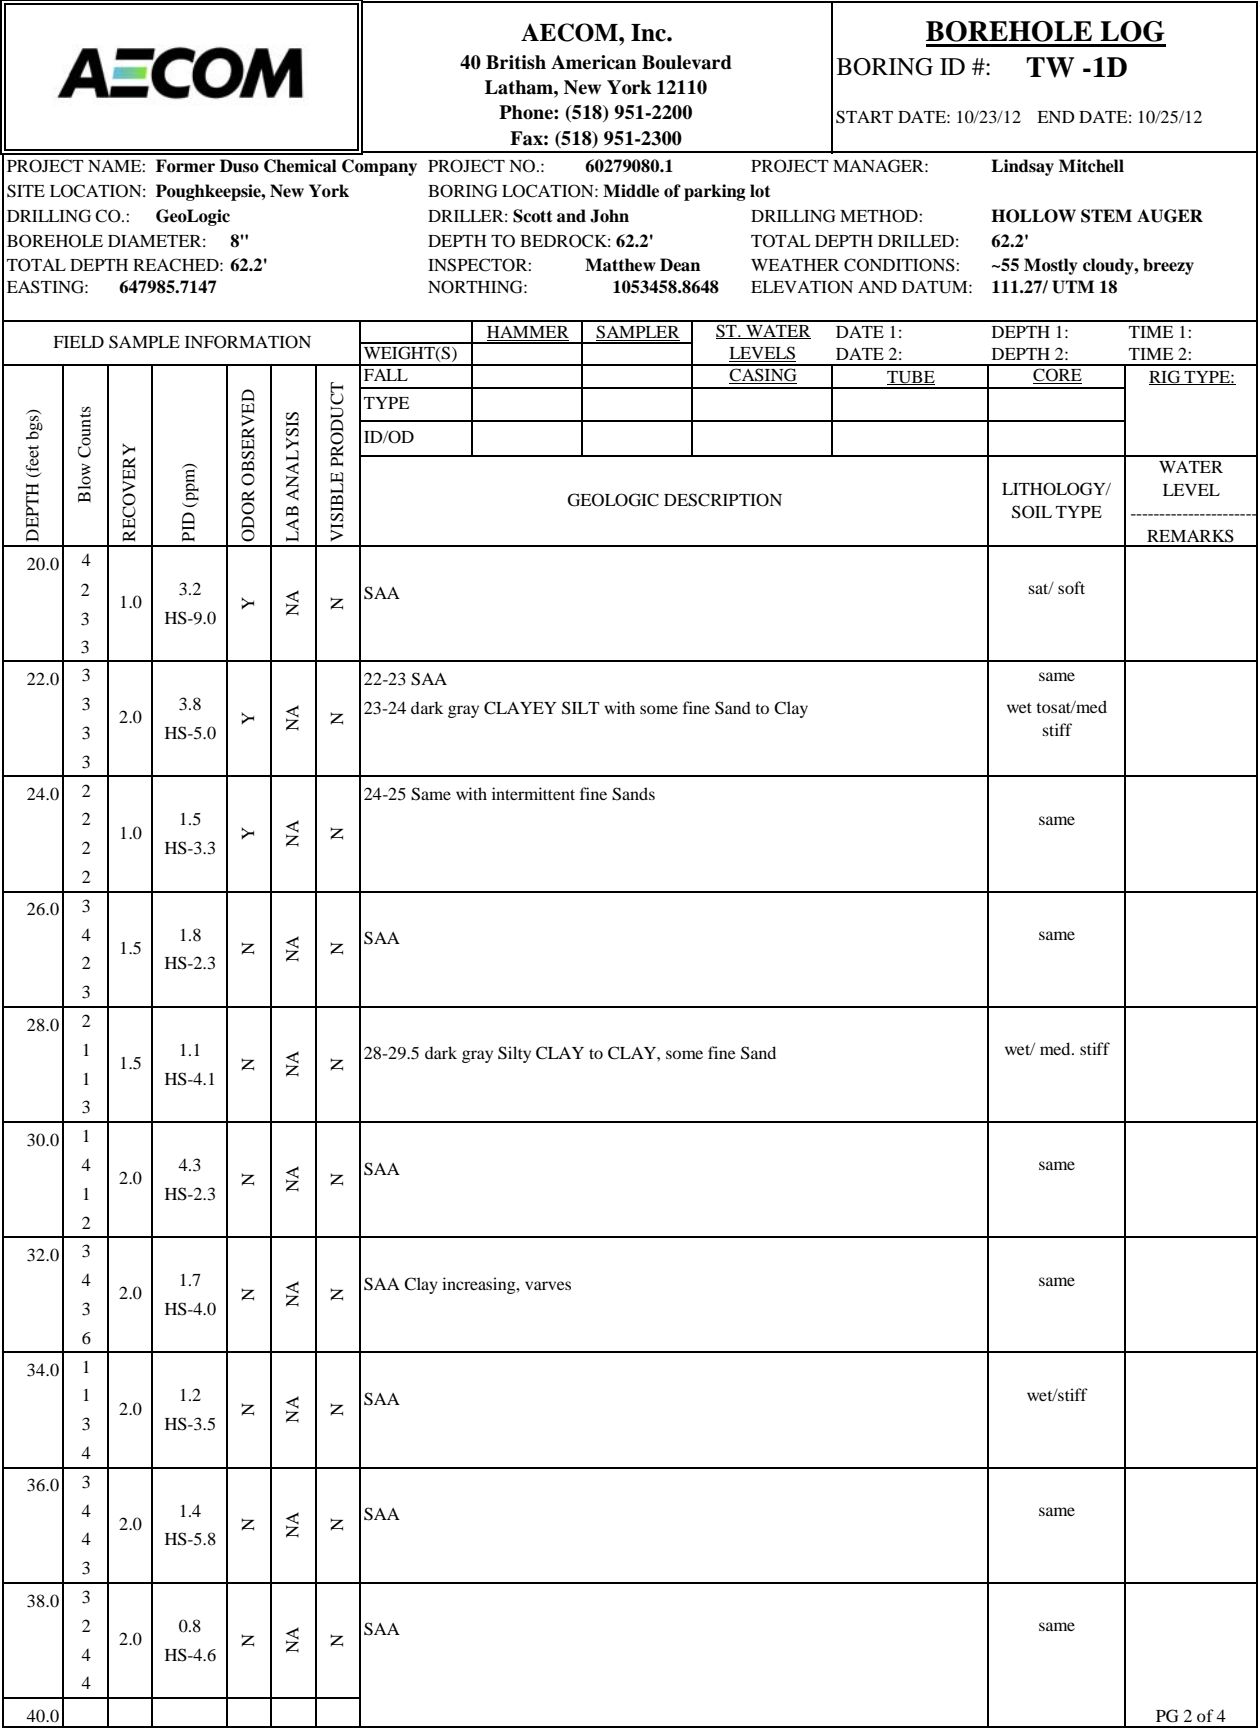 AECOM
AECOM, Inc.
40 British American Boulevard
Latham, New York 12110
Phone: (518) 951-2200
Fax: (518) 951-2300
BOREHOLE LOG
BORING ID #: TW -1D
START DATE: 10/23/12 END DATE: 10/25/12
PROJECT NAME: Former Duso Chemical Company PROJECT NO.: 60279080.1 PROJECT MANAGER: Lindsay Mitchell
SITE LOCATION: Poughkeepsie, New York BORING LOCATION: Middle of parking lot
DRILLING CO.: GeoLogic DRILLER: Scott and John DRILLING METHOD: HOLLOW STEM AUGER
BOREHOLE DIAMETER: 8" DEPTH TO BEDROCK: 62.2' TOTAL DEPTH DRILLED: 62.2'
TOTAL DEPTH REACHED: 62.2' INSPECTOR: Matthew Dean WEATHER CONDITIONS: ~55 Mostly cloudy, breezy
EASTING: 647985.7147 NORTHING: 1053458.8648 ELEVATION AND DATUM: 111.27/ UTM 18
FIELD SAMPLE INFORMATION
HAMMER SAMPLER ST. WATER DATE 1: DEPTH 1: TIME 1:
WEIGHT(S) LEVELS DATE 2: DEPTH 2: TIME 2:
FALL CASING TUBE CORE RIG TYPE:
TYPE
ID/OD
DEPTH (feet bgs)
Blow Counts
RECOVERY
PID (ppm)
ODOR OBSERVED
LAB ANALYSIS
VISIBLE PRODUCT
GEOLOGIC DESCRIPTION
LITHOLOGY/
SOIL TYPE
WATER
LEVEL
-----------------------
REMARKS
20.0 4
2 3.2 sat/ soft
1.0 Y NA N SAA
3 HS-9.0
3
22.0 3 22-23 SAA same
3 3.8 23-24 dark gray CLAYEY SILT with some fine Sand to Clay wet tosat/med
2.0 Y NA N
3 HS-5.0 stiff
3
24.0 2 24-25 Same with intermittent fine Sands
2 1.5 same
1.0 Y NA N
2 HS-3.3
2
26.0 3
4 1.8 same
1.5 N NA N SAA
2 HS-2.3
3
28.0 2
1 1.1 wet/ med. stiff
1.5 N NA N 28-29.5 dark gray Silty CLAY to CLAY, some fine Sand
1 HS-4.1
3
30.0 1
4 4.3 same
2.0 N NA N SAA
1 HS-2.3
2
32.0 3
4 1.7 same
2.0 N NA N SAA Clay increasing, varves
3 HS-4.0
6
34.0 1
1 1.2 wet/stiff
2.0 N NA N SAA
3 HS-3.5
4
36.0 3
4 1.4 same
2.0 N NA N SAA
4 HS-5.8
3
38.0 3
2 0.8 same
2.0 N NA N SAA
4 HS-4.6
4
40.0 PG 2 of 4